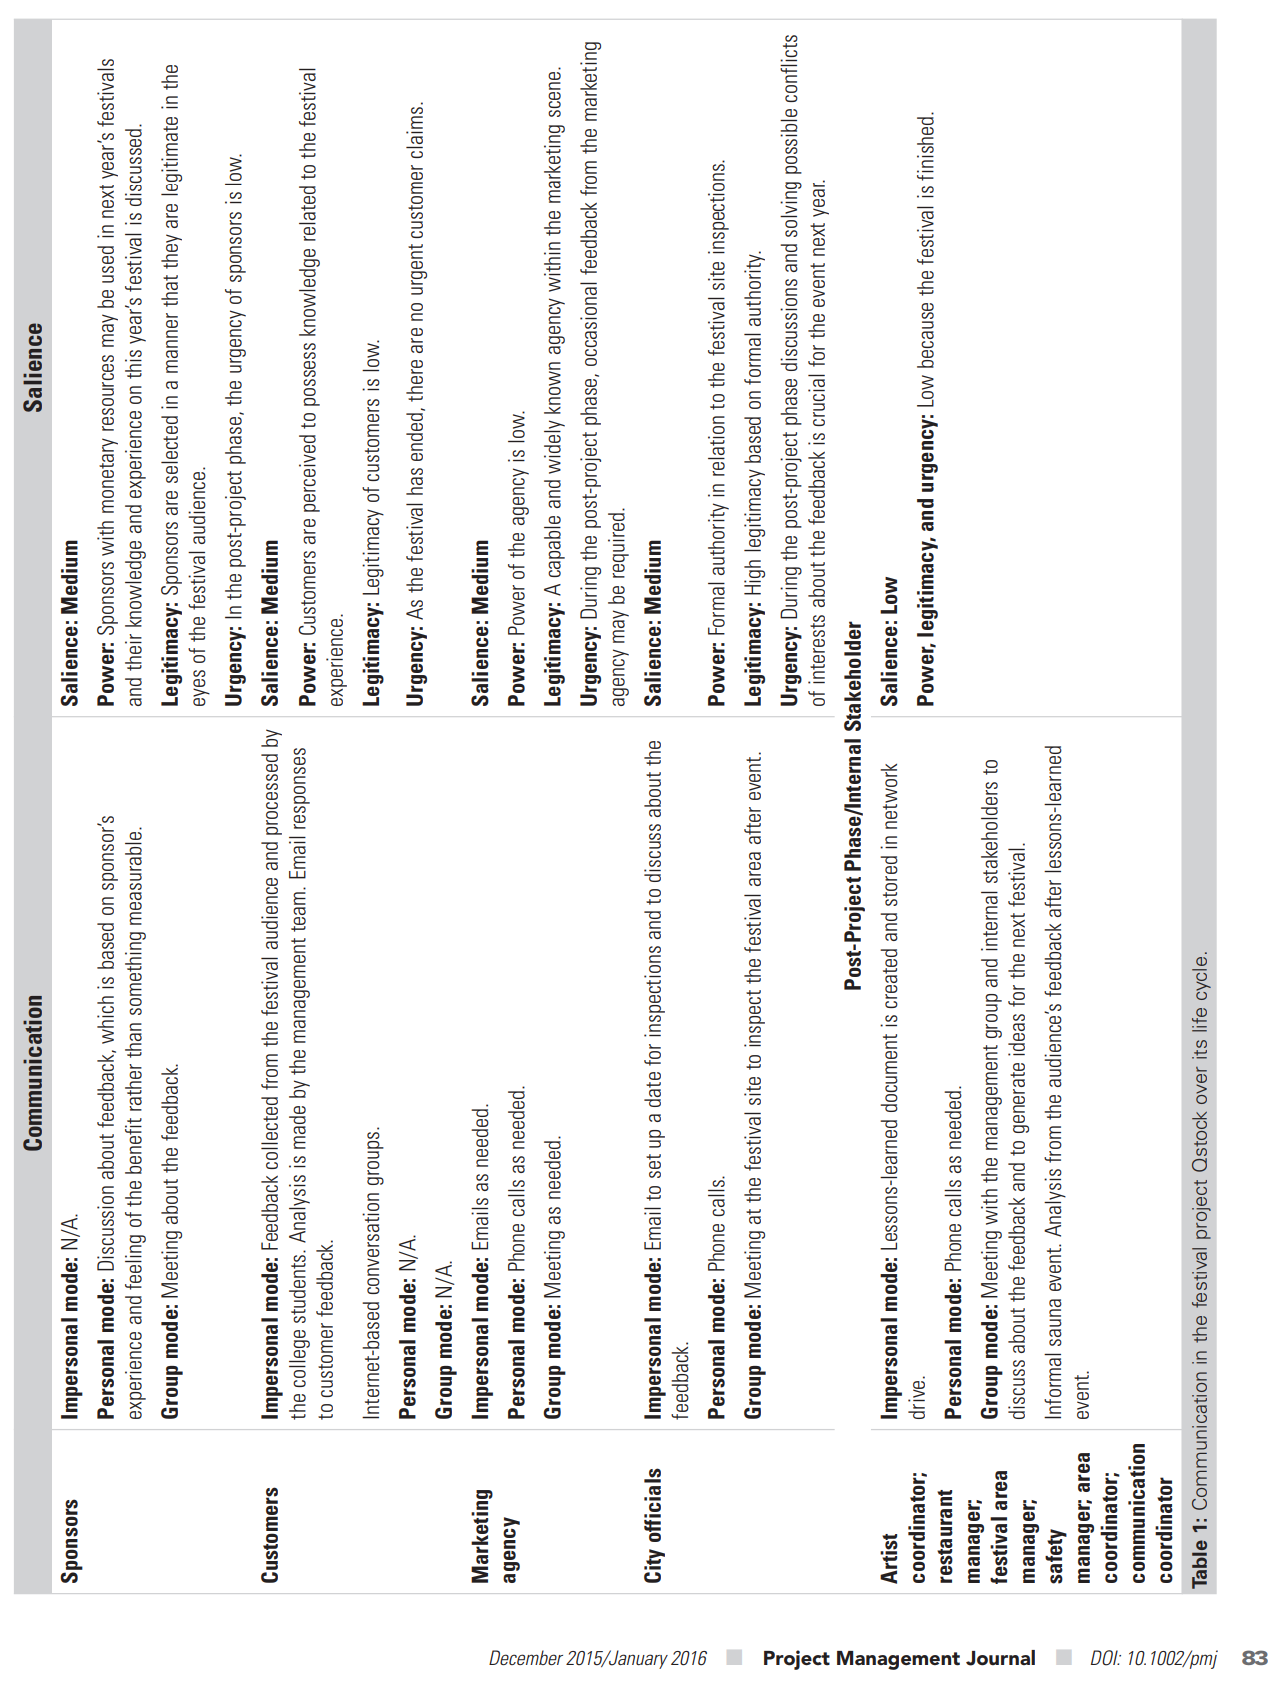 Communication
Salience
Sponsors
Impersonal mode: N/A.
Personal mode: Discussion about feedback, which is based on sponsor's
experience and feeling of the benefit rather than something measurable.
Group mode: Meeting about the feedback.
Salience: Medium
Power: Sponsors with monetary resources may be used in next year's festivals
and their knowledge and experience on this year's festival is discussed.
Legitimacy: Sponsors are selected in a manner that they are legitimate in the
eyes of the festival audience.
Urgency: In the post-project phase, the urgency of sponsors is low.
Customers
Impersonal mode: Feedback collected from the festival audience and processed by
the college students. Analysis is made by the management team. Email responses
to customer feedback.
Internet-based conversation groups.
Personal mode: N/A.
Group mode: N/A.
Salience: Medium
Power: Customers are perceived to possess knowledge related to the festival
experience.
Legitimacy: Legitimacy of customers is low.
Urgency: As the festival has ended, there are no urgent customer claims.
Marketing
agency
Impersonal mode: Emails as needed.
Personal mode: Phone calls as needed.
Group mode: Meeting as needed.
Salience: Medium
Power: Power of the agency is low.
Legitimacy: A capable and widely known agency within the marketing scene.
Urgency: During the post-project phase, occasional feedback from the marketing
agency may be required.
City officials
Impersonal mode: Email to set up a date for inspections and to discuss about the
feedback.
Personal mode: Phone calls.
Group mode: Meeting at the festival site to inspect the festival area after event.
Salience: Medium
Power: Formal authority in relation to the festival site inspections.
Legitimacy: High legitimacy based on formal authority.
Urgency: During the post-project phase discussions and solving possible conflicts
of interests about the feedback is crucial for the event next year.
Post-Project Phase/Internal Stakeholder
Artist
coordinator;
restaurant
manager;
festival area
manager;
safety
manager; area
coordinator;
communication
coordinator
Impersonal mode: Lessons-learned document is created and stored in network
drive.
Personal mode: Phone calls as needed.
Group mode: Meeting with the management group and internal stakeholders to
discuss about the feedback and to generate ideas for the next festival.
Informal sauna event. Analysis from the audience's feedback after lessons-learned
event.
Salience: Low
Power, legitimacy, and urgency: Low because the festival is finished.
Table 1: Communication in the festival project Qstock over its life cycle.
December 2015/January 2016 ■ Project Management Journal ■ DOI: 10.1002/pmj 83